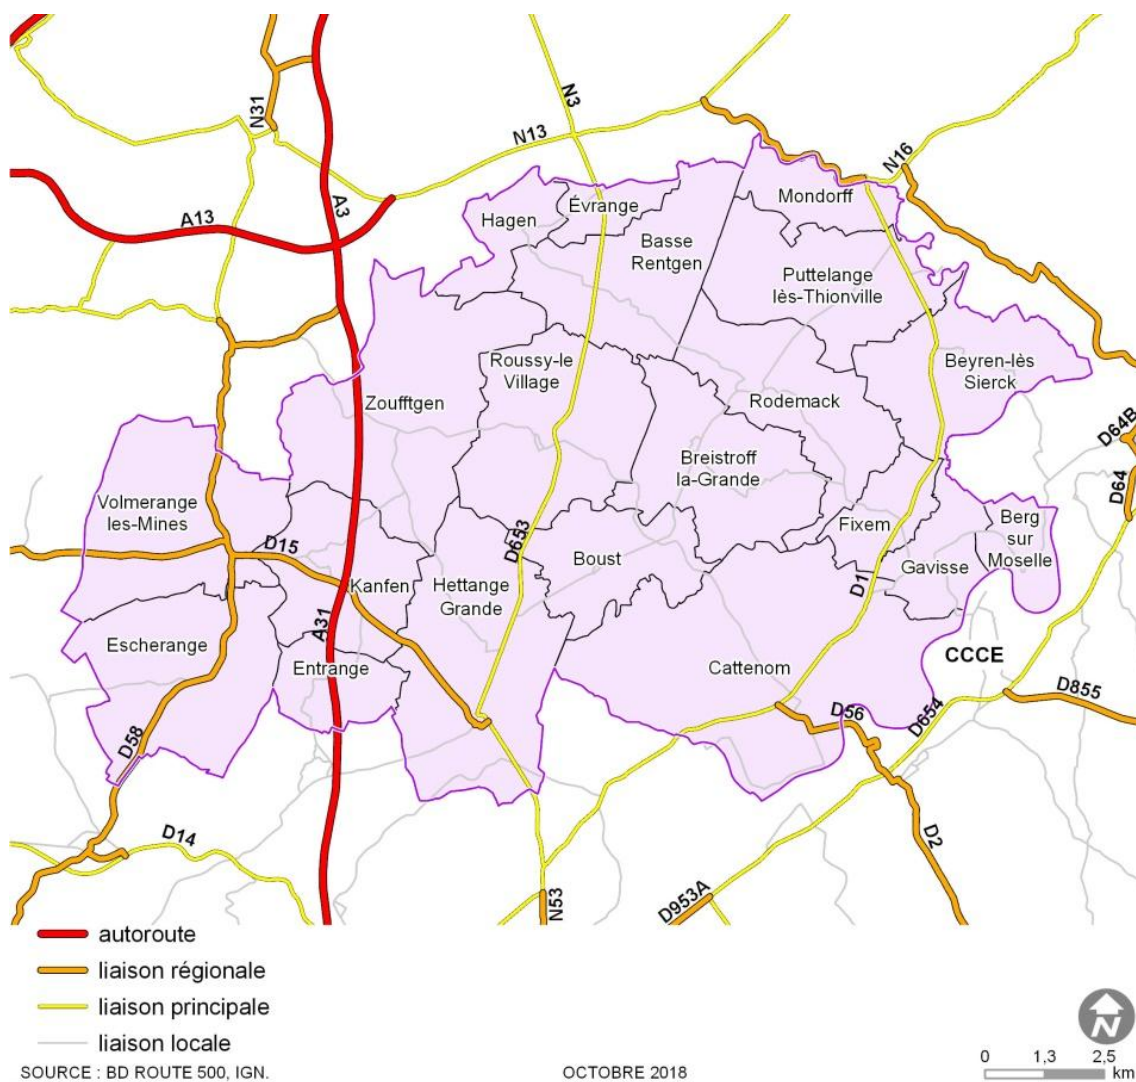 N31
N3
N13
A3
A13
N16
Mondorff
Évrange
Hagen
Basse
Rentgen
Puttelange
lès-Thionville
Roussy-le
Village
Beyren-lès
Sierck
Zoufftgen
Rodemack
D64B
D64
Breistroff
la-Grande
Volmerange
les-Mines
Berg
sur
Moselle
Fixem
D15
D653
Boust
Gavisse
Kanfen
Hettange
Grande
D1
A31
Escherange
Entrange
Cattenom
CCCE
D855
D56
D654
D58
D14
D2
N53
D953A
autoroute
liaison régionale
liaison principale
liaison locale
N
0 1,3 2,5
km
SOURCE : BD ROUTE 500, IGN.
OCTOBRE 2018